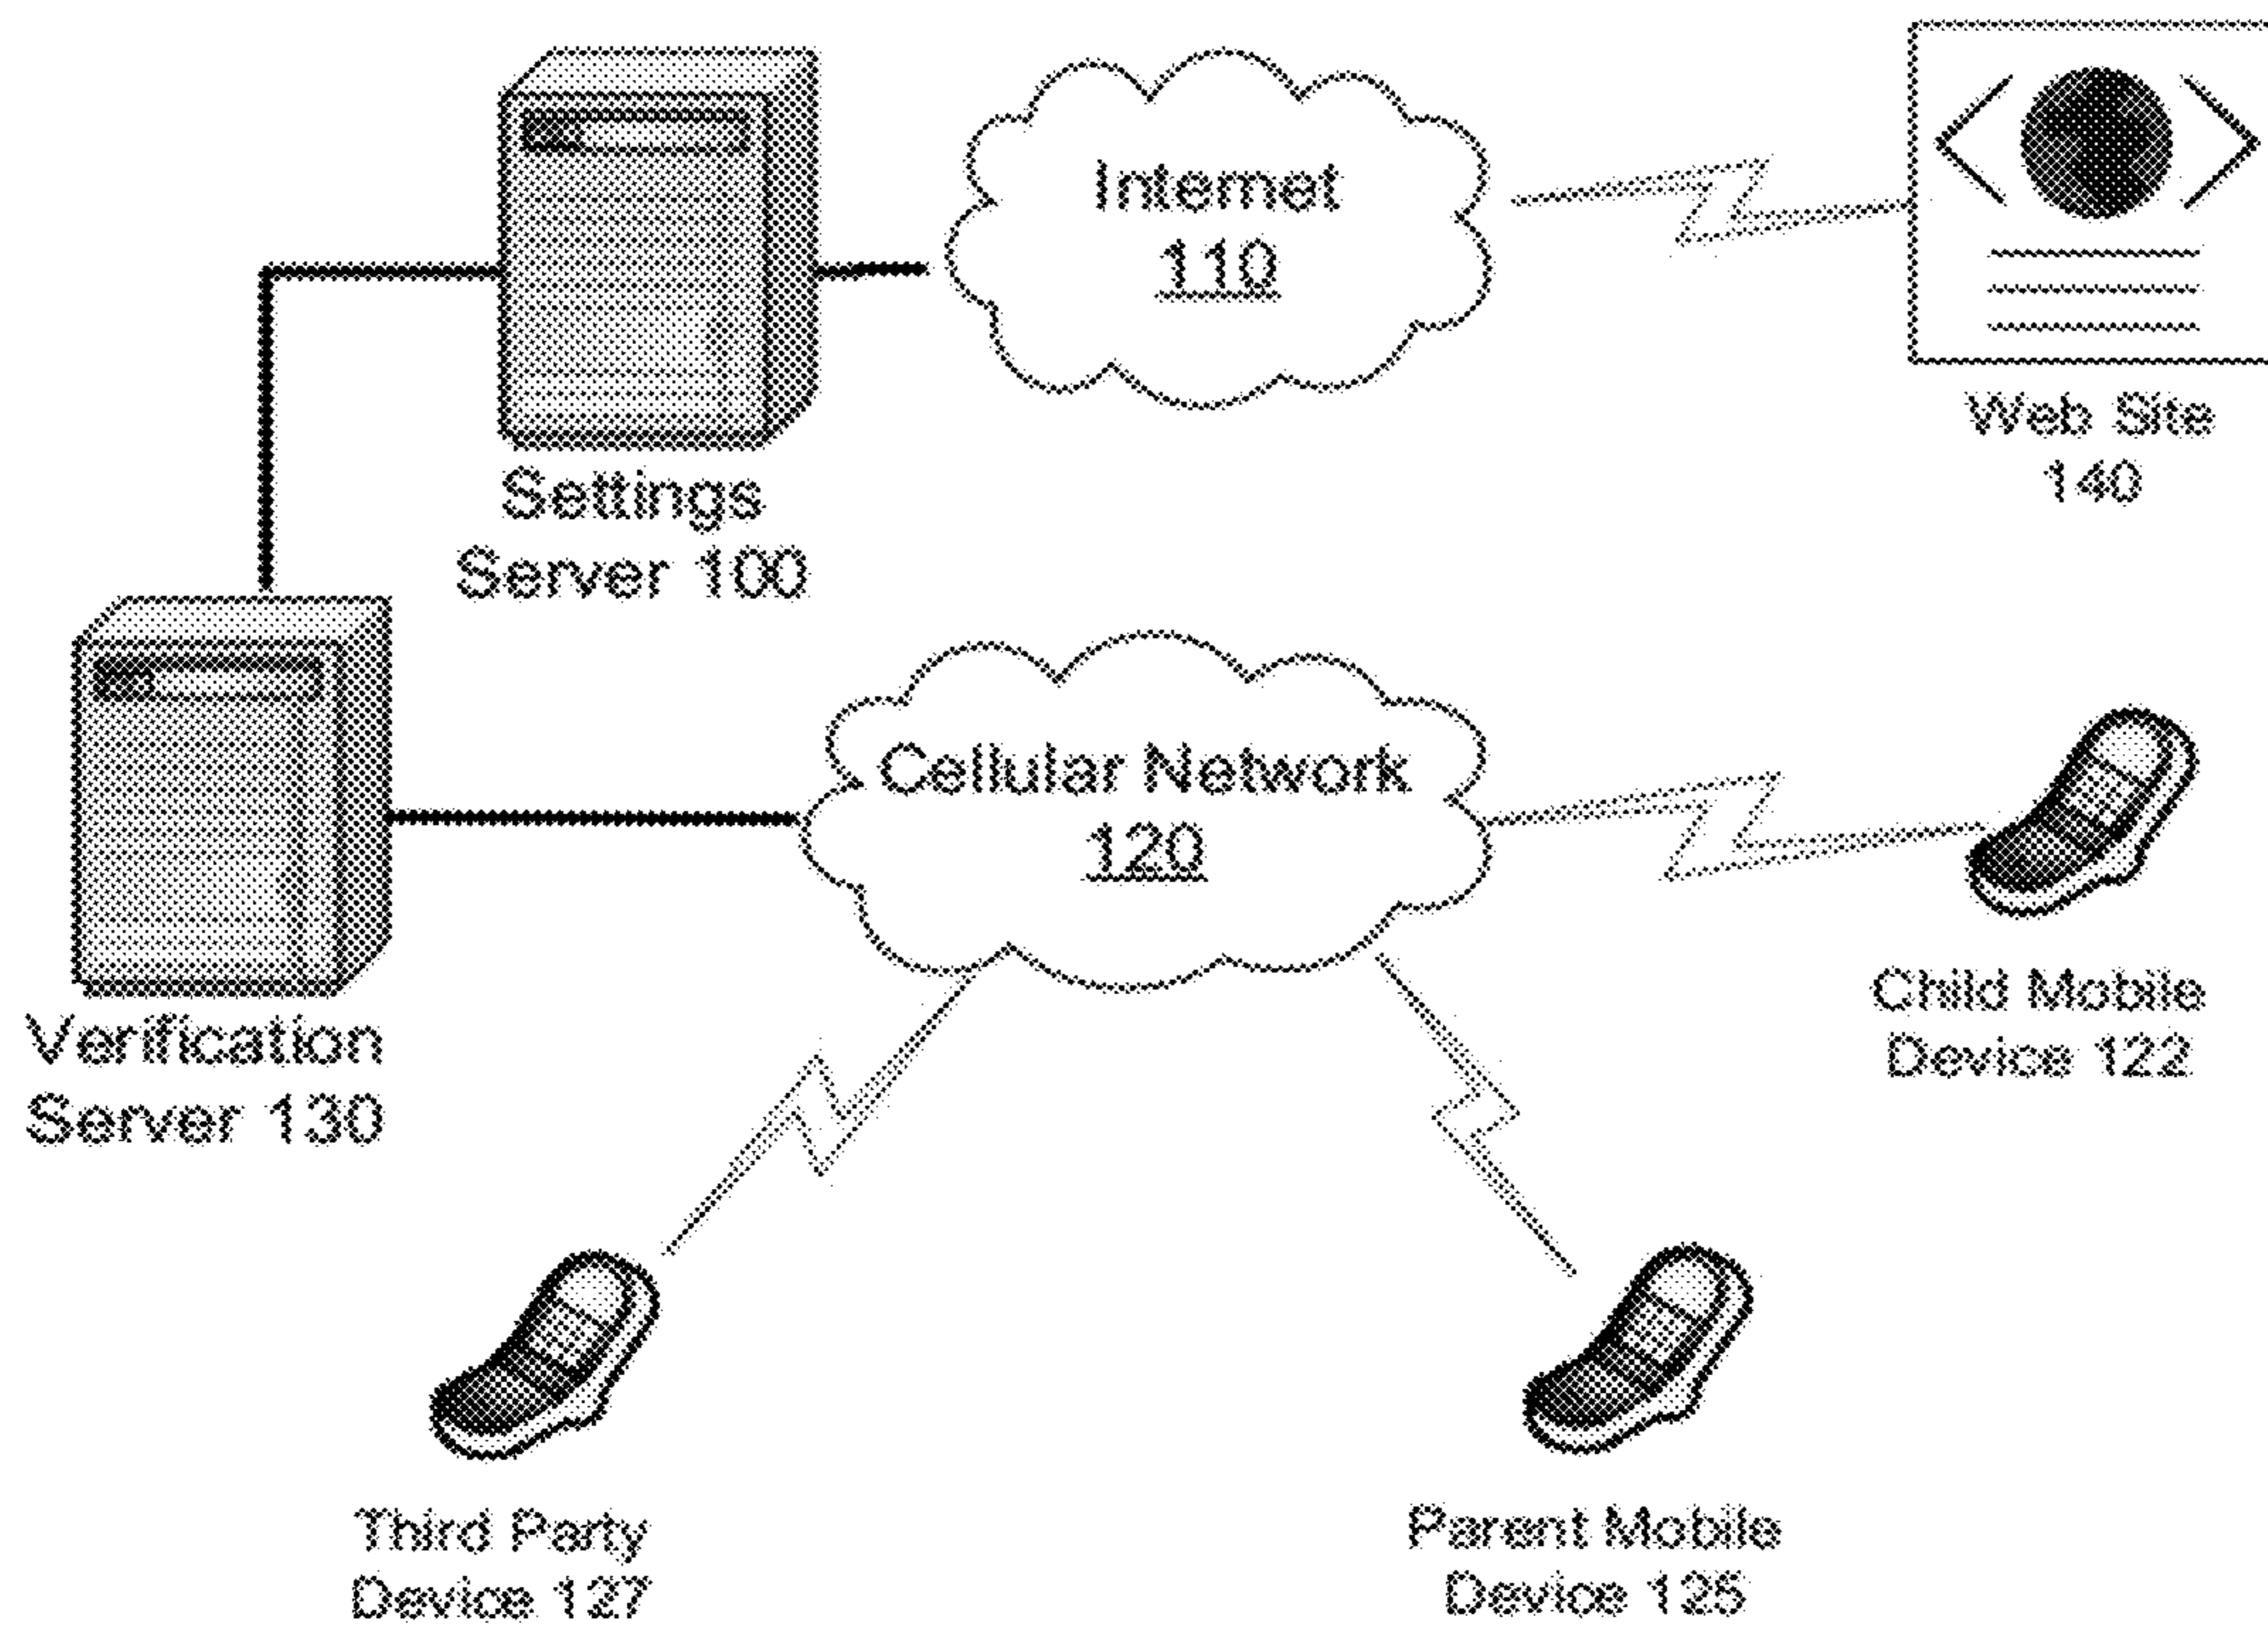 Internet
110
Web Site
140
Settings
Server 100
Cellular Network
120
Child Mobile
Device 122
Verification
Server 130
Third Party
Device 127
Parent Mobile
Device 125